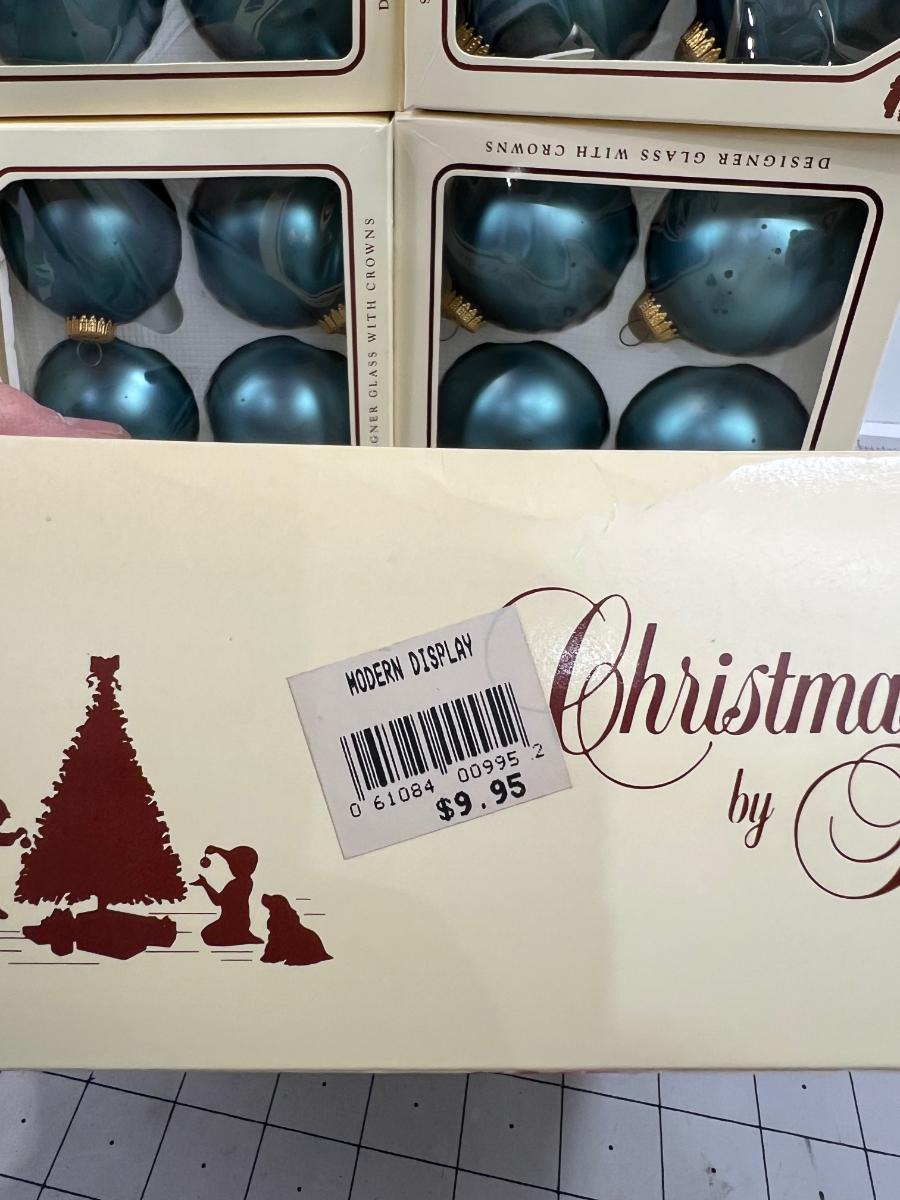 DESIGNER GLASS WITH CROWNS
GNER GLASS WITH CROWNS
MODERN DISPLAY
0 61084 00995 2
$9.95
Christma
by